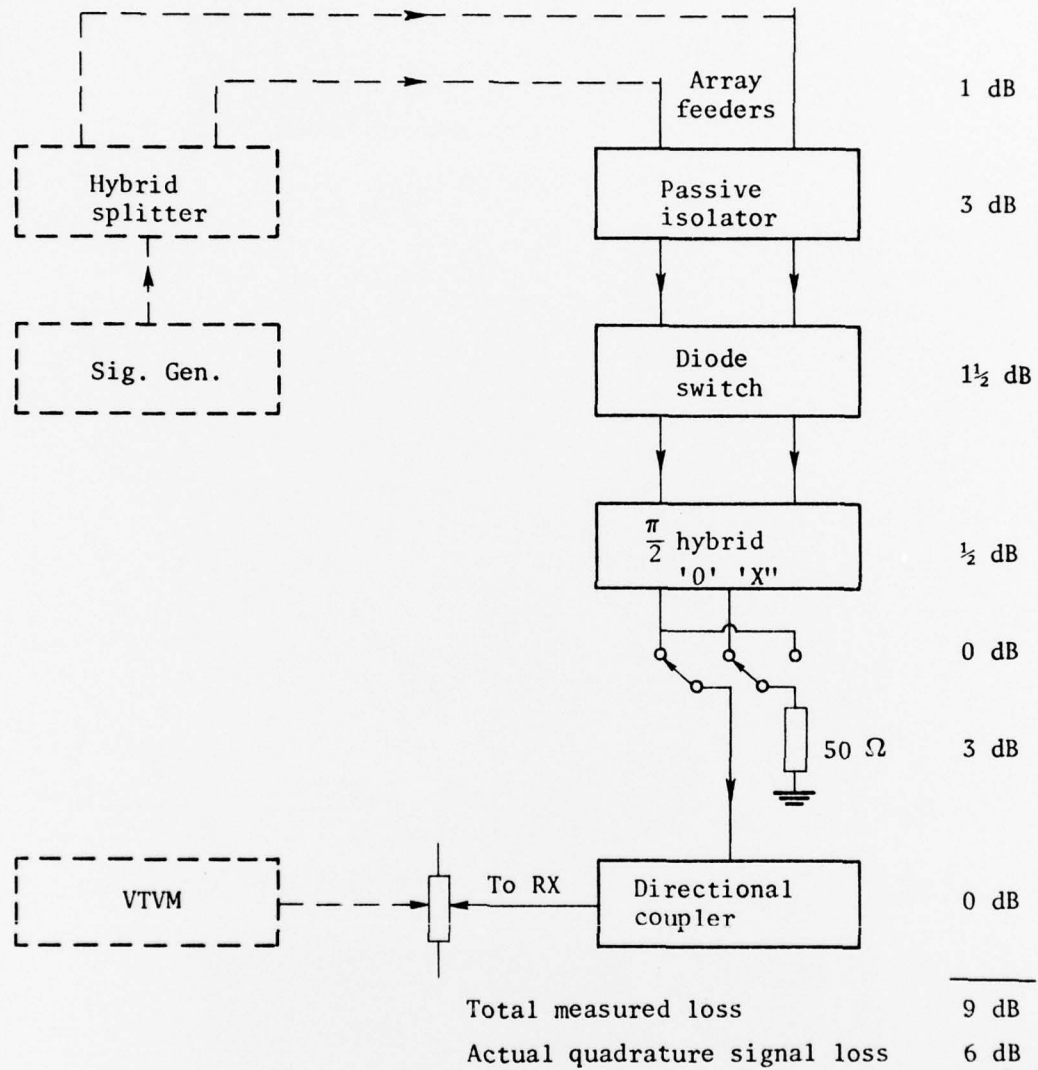 Array
feeders
1 dB
Hybrid
splitter
Passive
isolator
3 dB
Sig. Gen.
Diode
switch
1½ dB
π/2 hybrid
'0' 'X"
½ dB
0 dB
50 Ω
3 dB
VTVM
To RX
Directional
coupler
0 dB
Total measured loss 9 dB
Actual quadrature signal loss 6 dB